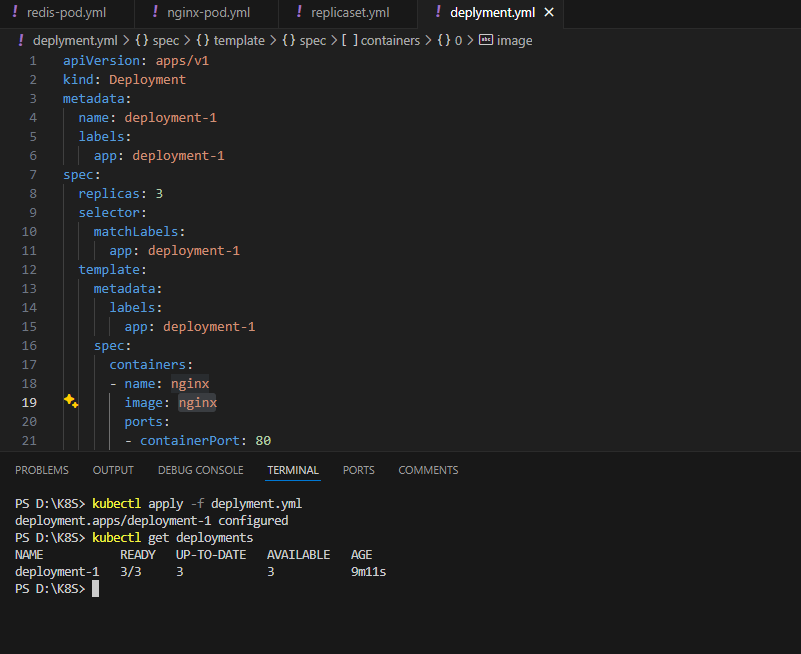 ! redis-pod.yml ! nginx-pod.yml ! replicaset.yml ! deplyment.yml ×
! deplyment.yml > {} spec > {} template > {} spec > [ ] containers > {} 0 > abc image
1 apiVersion: apps/v1
2 kind: Deployment
3 metadata:
4   name: deployment-1
5   labels:
6     app: deployment-1
7 spec:
8   replicas: 3
9   selector:
10     matchLabels:
11       app: deployment-1
12   template:
13     metadata:
14       labels:
15         app: deployment-1
16     spec:
17       containers:
18       - name: nginx
19         image: nginx
20         ports:
21         - containerPort: 80
PROBLEMS OUTPUT DEBUG CONSOLE TERMINAL PORTS COMMENTS
PS D:\K8S> kubectl apply -f deplyment.yml
deployment.apps/deployment-1 configured
PS D:\K8S> kubectl get deployments
NAME           READY   UP-TO-DATE   AVAILABLE   AGE
deployment-1   3/3     3            3           9m11s
PS D:\K8S>